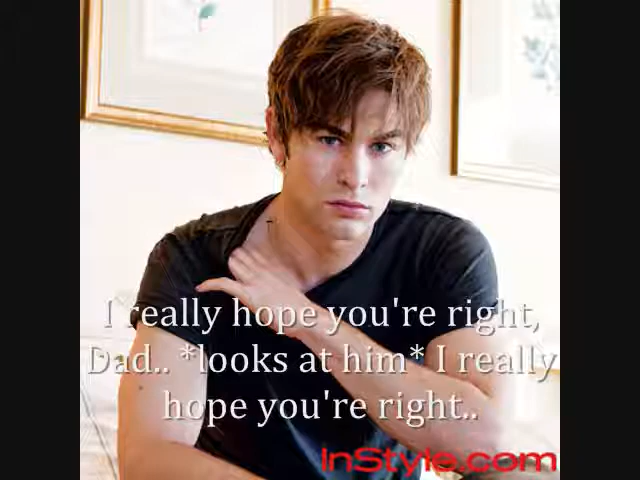 I really hope you're right,
Dad.. *looks at him* I really
hope you're right..
InStyle.com